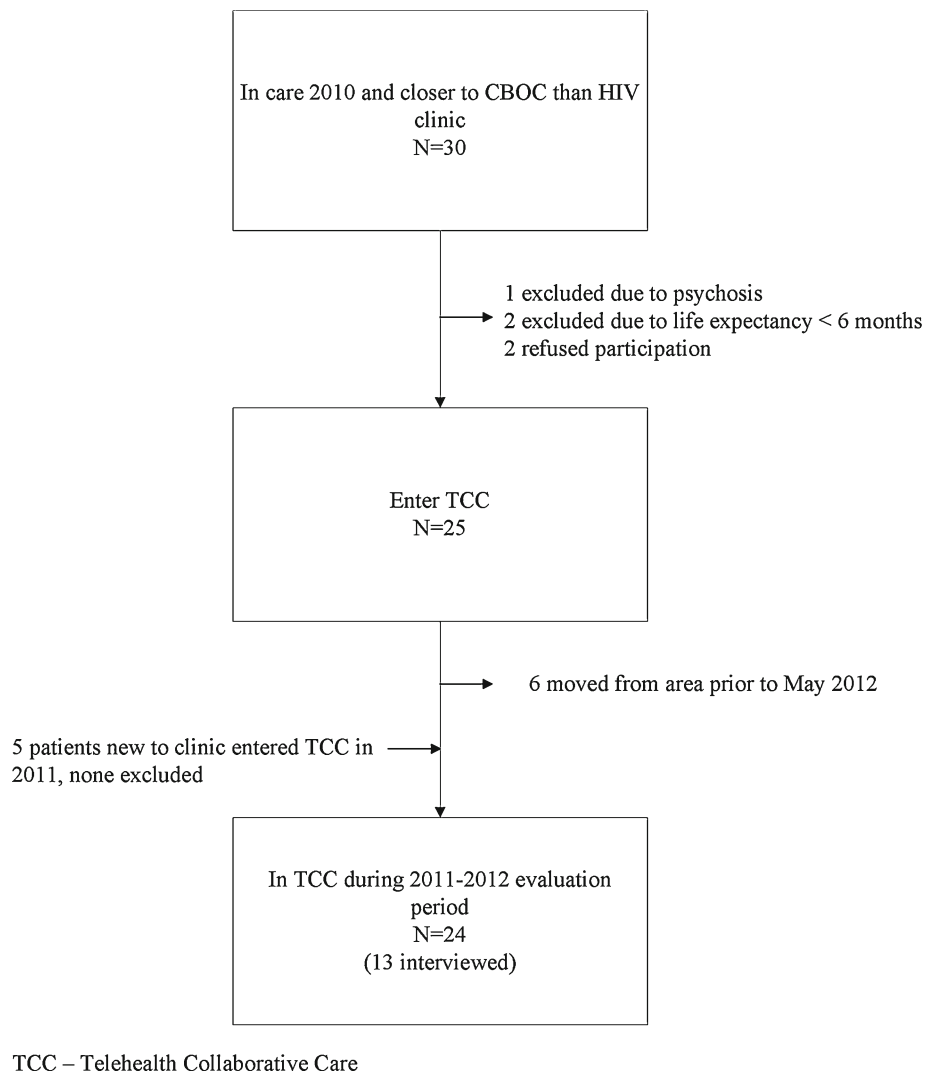 In care 2010 and closer to CBOC than HIV
clinic
N=30
1 excluded due to psychosis
2 excluded due to life expectancy < 6 months
2 refused participation
Enter TCC
N=25
6 moved from area prior to May 2012
5 patients new to clinic entered TCC in
2011, none excluded
In TCC during 2011-2012 evaluation
period
N=24
(13 interviewed)
TCC – Telehealth Collaborative Care